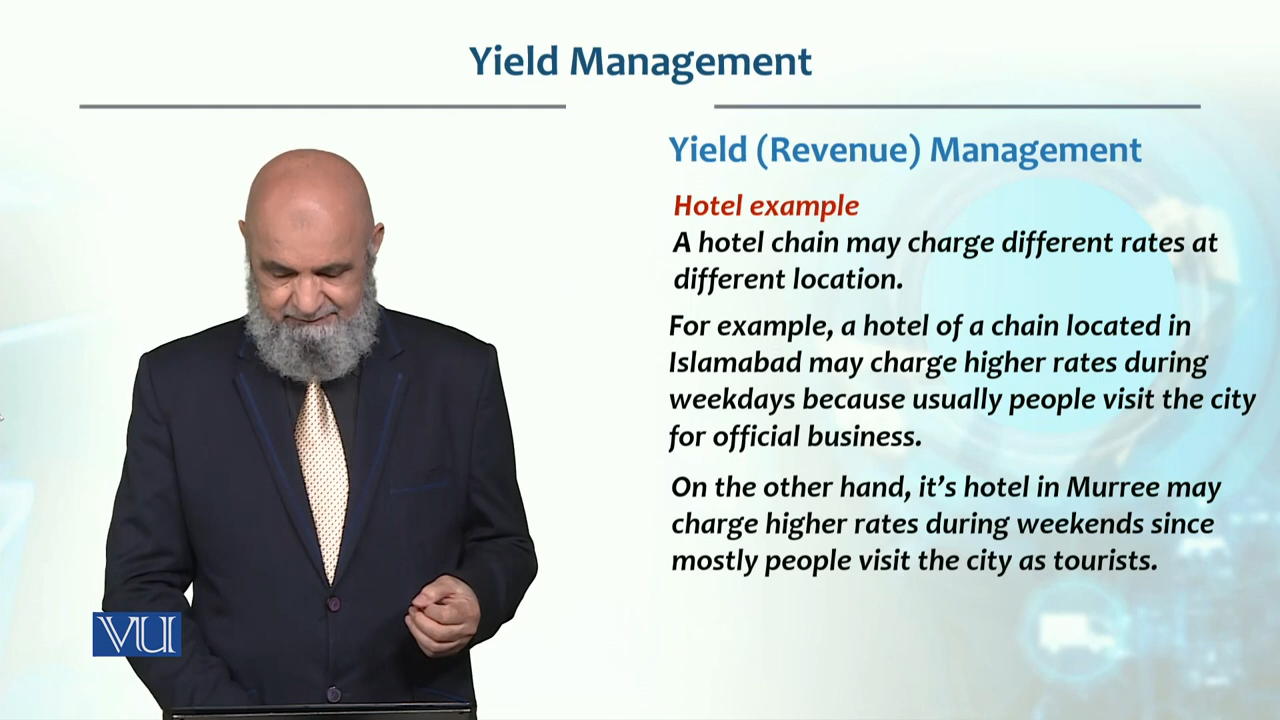 Yield Management
Yield (Revenue) Management
Hotel example
A hotel chain may charge different rates at
different location.
For example, a hotel of a chain located in
Islamabad may charge higher rates during
weekdays because usually people visit the city
for official business.
On the other hand, it's hotel in Murree may
charge higher rates during weekends since
mostly people visit the city as tourists.
VU